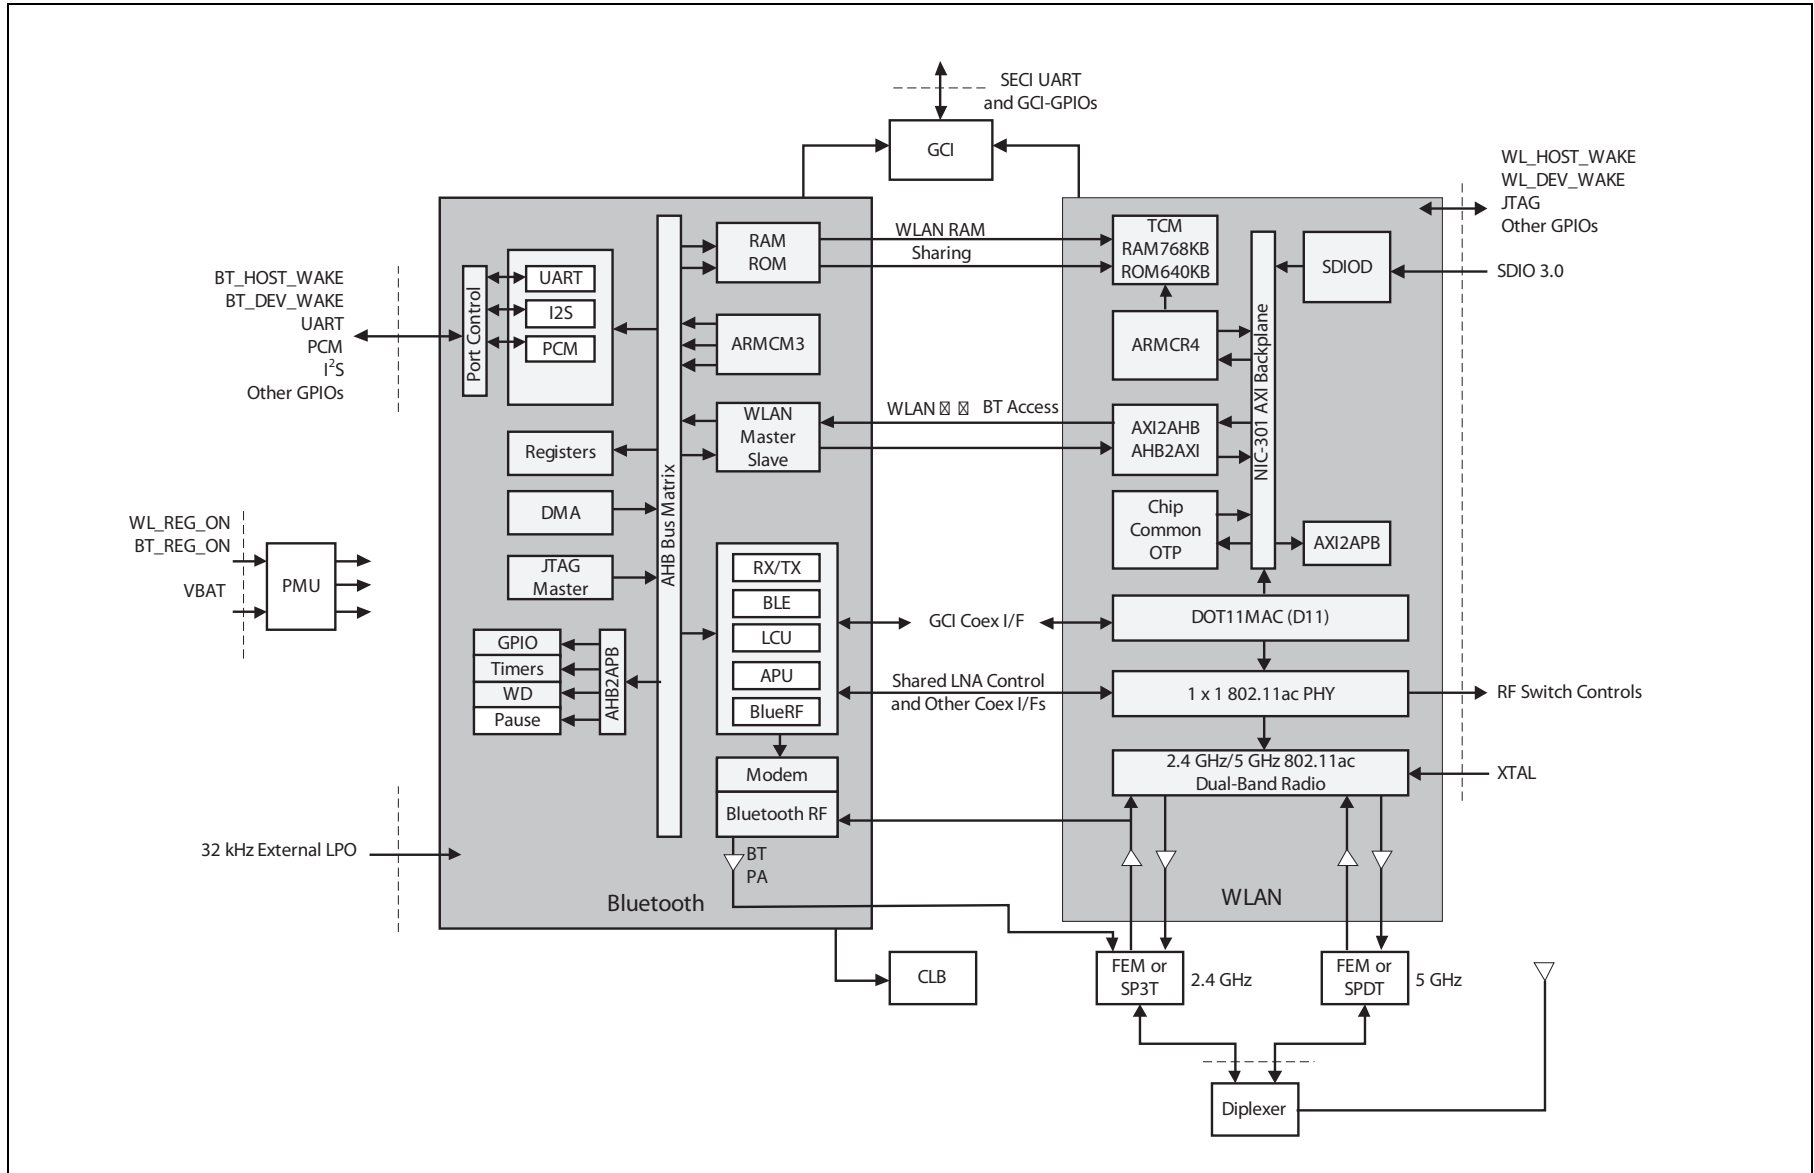 SECI UART
and GCI-GPIOs
GCI
WL_HOST_WAKE
WL_DEV_WAKE
JTAG
Other GPIOs
SDIO 3.0
BT_HOST_WAKE
BT_DEV_WAKE
UART
PCM
I²S
Other GPIOs
Port Control
UART
I2S
PCM
Registers
DMA
JTAG
Master
AHB Bus Matrix
RAM
ROM
ARMCM3
WLAN
Master
Slave
WLAN RAM
Sharing
WLAN BT Access
TCM
RAM768KB
ROM640KB
ARMCR4
AXI2AHB
AHB2AXI
Chip
Common
OTP
NIC-301 AXI Backplane
SDIOD
AXI2APB
WL_REG_ON
BT_REG_ON
VBAT
PMU
GPIO
Timers
WD
Pause
AHB2APB
RX/TX
BLE
LCU
APU
BlueRF
Modem
Bluetooth RF
BT
PA
GCI Coex I/F
Shared LNA Control
and Other Coex I/Fs
DOT11MAC (D11)
1 x 1 802.11ac PHY
2.4 GHz/5 GHz 802.11ac
Dual-Band Radio
RF Switch Controls
XTAL
32 kHz External LPO
Bluetooth
WLAN
CLB
FEM or
SP3T
2.4 GHz
FEM or
SPDT
5 GHz
Diplexer